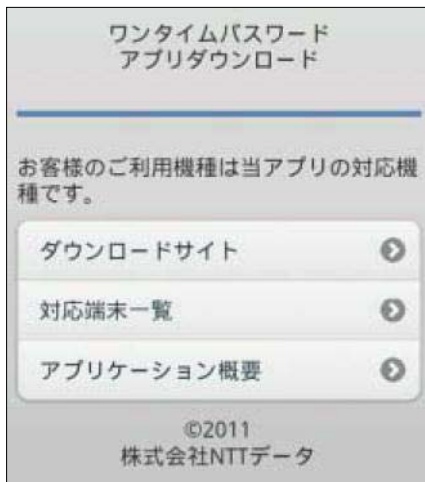 ワンタイムパスワード
アプリダウンロード
お客様のご利用機種は当アプリの対応機
種です。
ダウンロードサイト
対応端末一覧
アプリケーション概要
©2011
株式会社NTTデータ